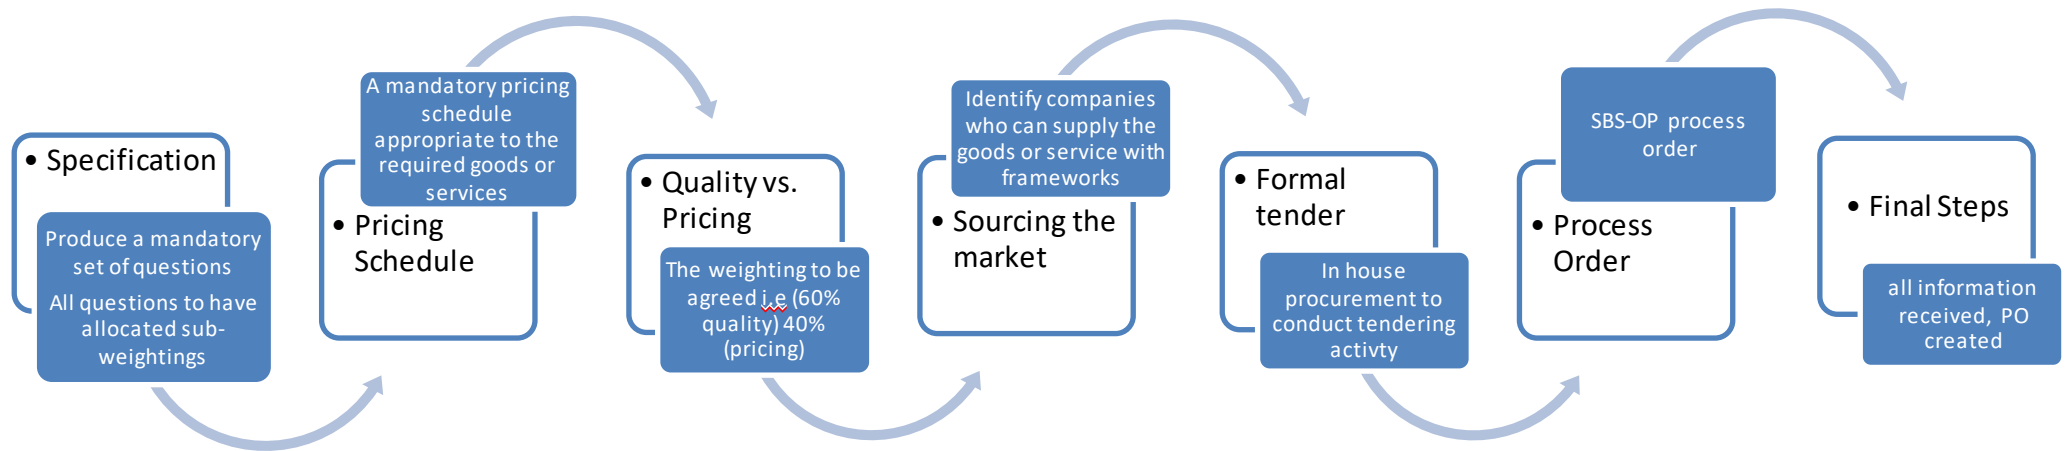 • Specification
Produce a mandatory
set of questions
All questions to have
allocated sub-
weightings
A mandatory pricing
schedule
appropriate to the
required goods or
services
• Pricing
Schedule
• Quality vs.
Pricing
The weighting to be
agreed i.e (60%
quality) 40%
(pricing)
Identify companies
who can supply the
goods or service with
frameworks
• Sourcing the
market
• Formal
tender
In house
procurement to
conduct tendering
activty
SBS-OP process
order
• Process
Order
• Final Steps
all information
received, PO
created